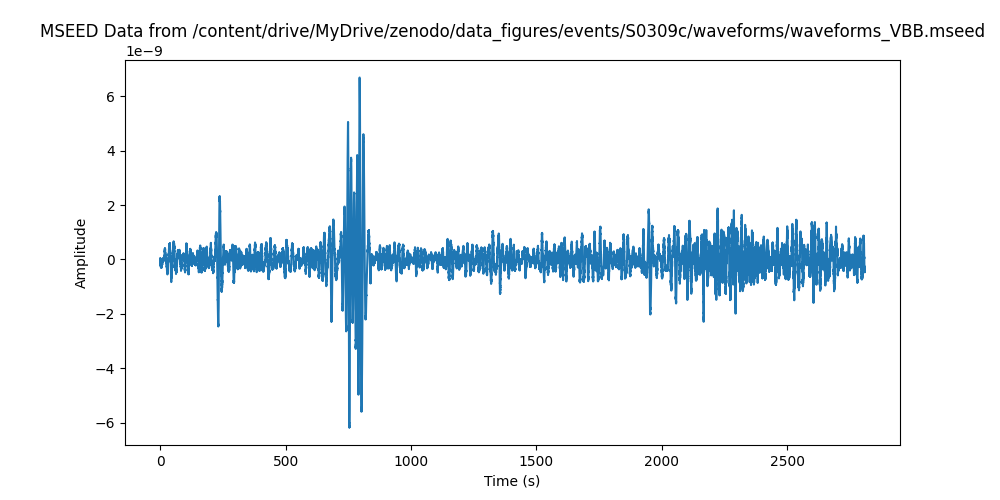 MSEED Data from /content/drive/MyDrive/zenodo/data_figures/events/S0309c/waveforms/waveforms_VBB.mseed
1e−9
6
4
2
0
−2
−4
−6
Amplitude
0 500 1000 1500 2000 2500
Time (s)